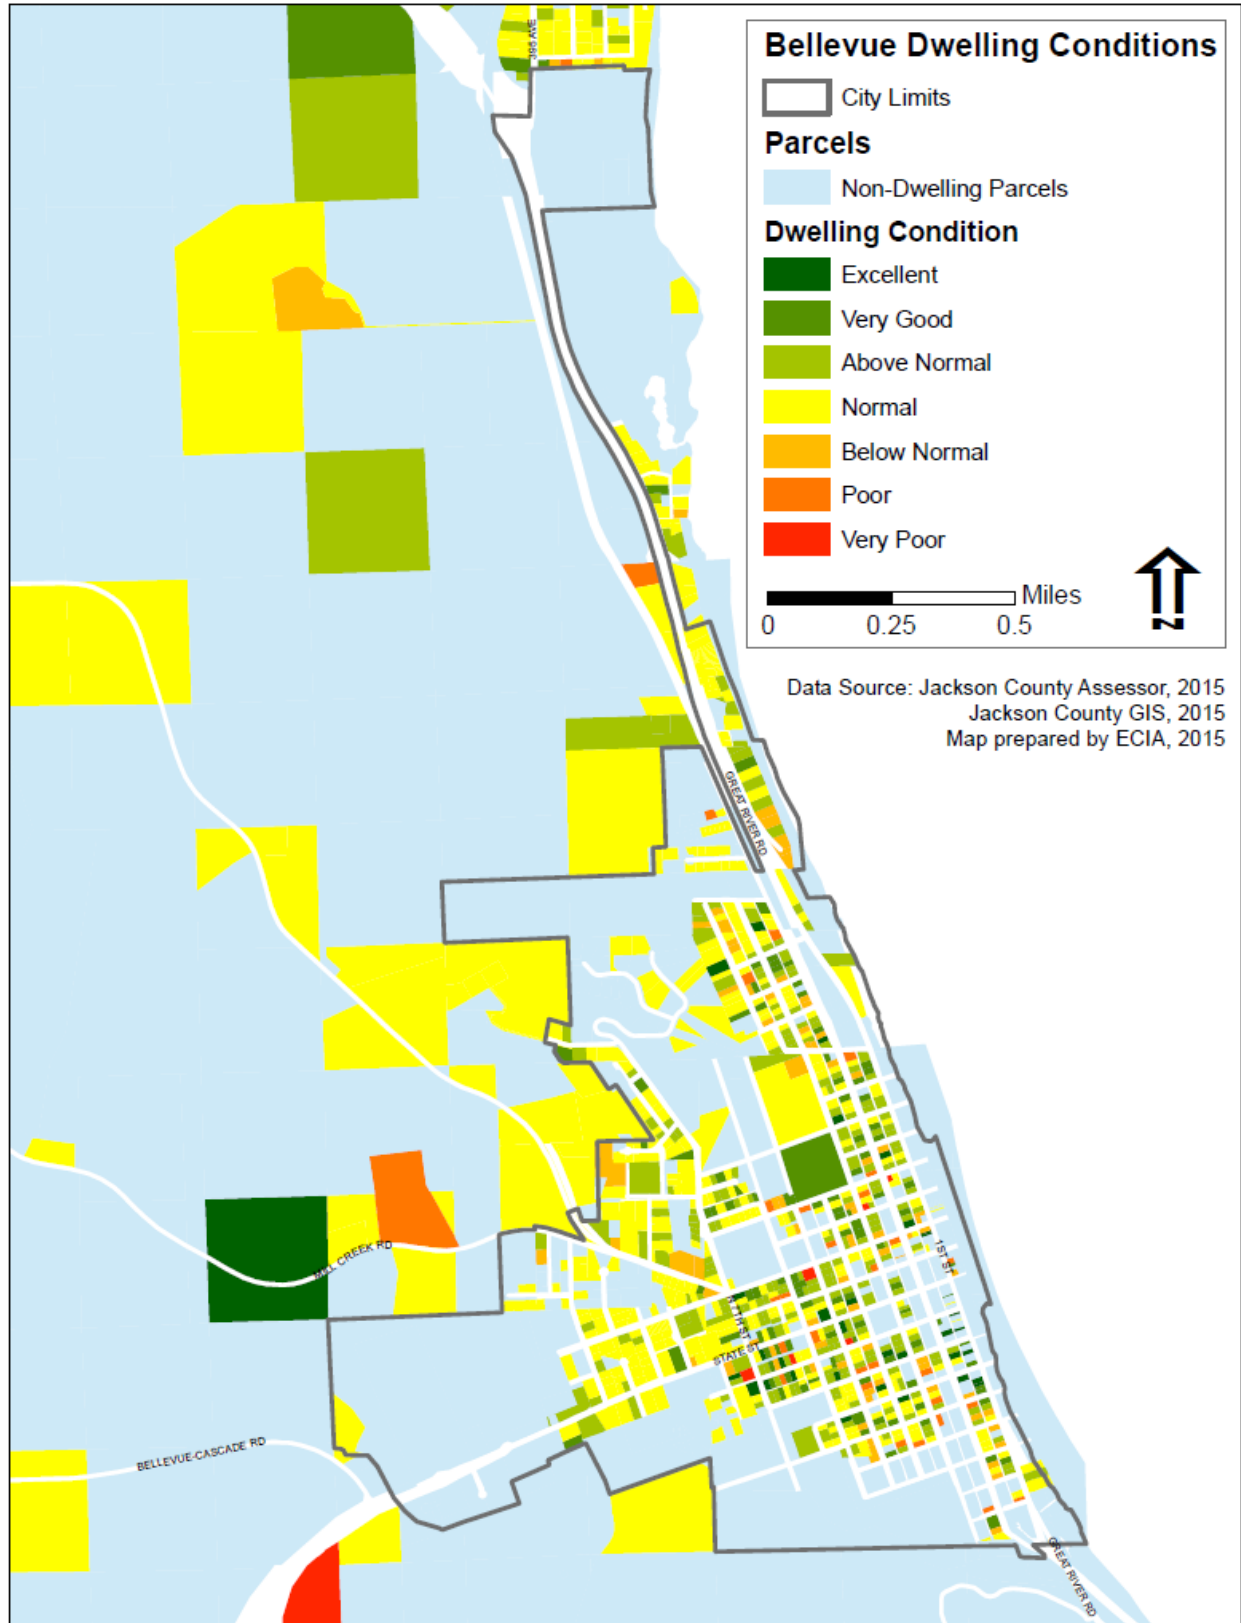 Bellevue Dwelling Conditions
City Limits
Parcels
Non-Dwelling Parcels
Dwelling Condition
Excellent
Very Good
Above Normal
Normal
Below Normal
Poor
Very Poor
Miles
0 0.25 0.5
N
Data Source: Jackson County Assessor, 2015
Jackson County GIS, 2015
Map prepared by ECIA, 2015
GREAT RIVER RD
MILL CREEK RD
1ST ST
N 7TH ST
STATE ST
BELLEVUE-CASCADE RD
GREAT RIVER RD